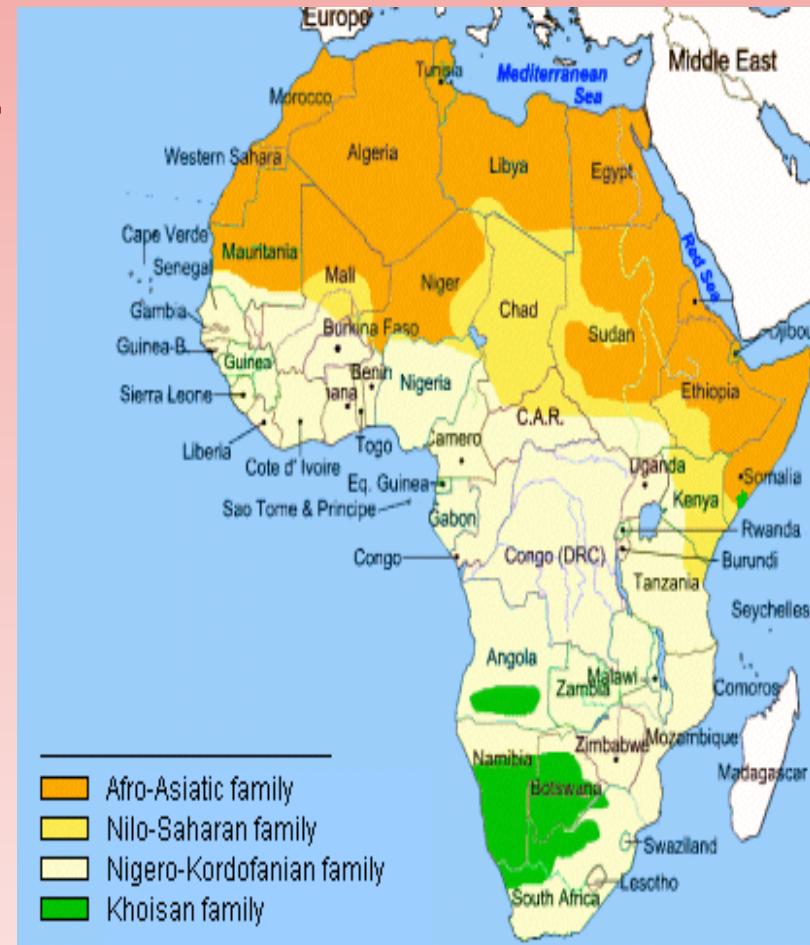 Europe
Middle East
Mediterranean
Sea
Tunisia
Morocco
Western Sahara
Algeria
Libya
Egypt
Red Sea
Cape Verde
Mauritania
Senegal
Mali
Niger
Chad
Sudan
Gambia
Burkina Faso
Djibou
Guinea-B.
Guinea
Benin
Nigeria
Ethiopia
Sierra Leone
hana
C.A.R.
Liberia
Togo
Camero
Cote d' Ivoire
Uganda
Somalia
Eq. Guinea
Kenya
Sao Tome & Principe
Gabon
Rwanda
Congo
Congo (DRC)
Burundi
Tanzania
Seychelles
Angola
Malawi
Zambia
Comoros
Zimbabwe
Mozambique
Namibia
Botswana
Madagascar
Swaziland
Lesotho
South Africa
Afro-Asiatic family
Nilo-Saharan family
Nigero-Kordofanian family
Khoisan family